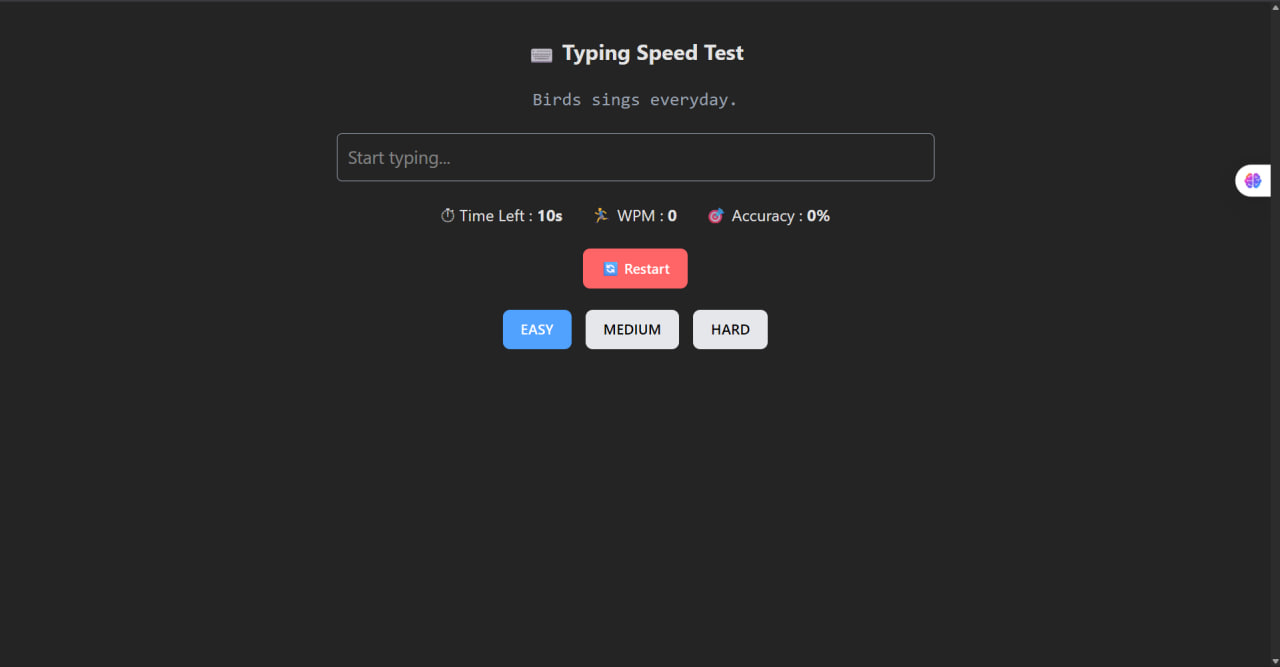 Typing Speed Test
Birds sings everyday.
Start typing...
Time Left : 10s WPM : 0 Accuracy : 0%
Restart
EASY MEDIUM HARD